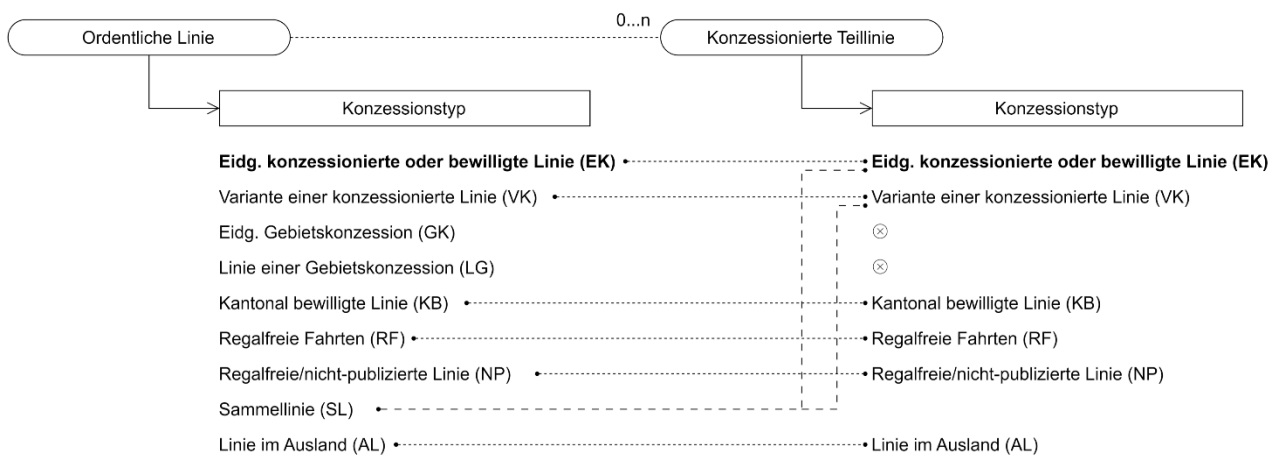 0...n
Ordentliche Linie
Konzessionierte Teillinie
Konzessionstyp
Konzessionstyp
Eidg. konzessionierte oder bewilligte Linie (EK)
Eidg. konzessionierte oder bewilligte Linie (EK)
Variante einer konzessionierte Linie (VK)
Variante einer konzessionierte Linie (VK)
Eidg. Gebietskonzession (GK)
Linie einer Gebietskonzession (LG)
Kantonal bewilligte Linie (KB)
Kantonal bewilligte Linie (KB)
Regalfreie Fahrten (RF)
Regalfreie Fahrten (RF)
Regalfreie/nicht-publizierte Linie (NP)
Regalfreie/nicht-publizierte Linie (NP)
Sammellinie (SL)
Linie im Ausland (AL)
Linie im Ausland (AL)